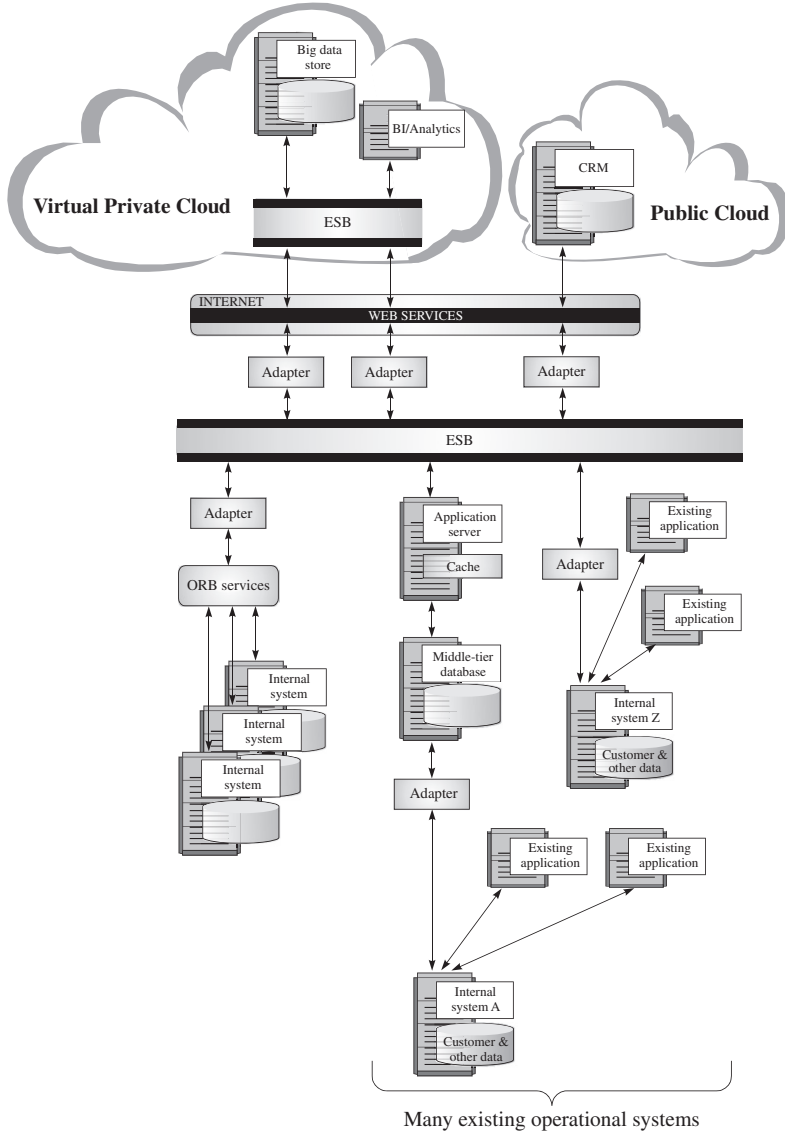 Big data
store
BI/Analytics
Virtual Private Cloud
ESB
CRM
Public Cloud
INTERNET
WEB SERVICES
Adapter
Adapter
Adapter
ESB
Adapter
ORB services
Internal
system
Internal
system
Internal
system
Application
server
Cache
Middle-tier
database
Adapter
Adapter
Existing
application
Existing
application
Internal
system Z
Customer &
other data
Existing
application
Existing
application
Internal
system A
Customer &
other data
Many existing operational systems